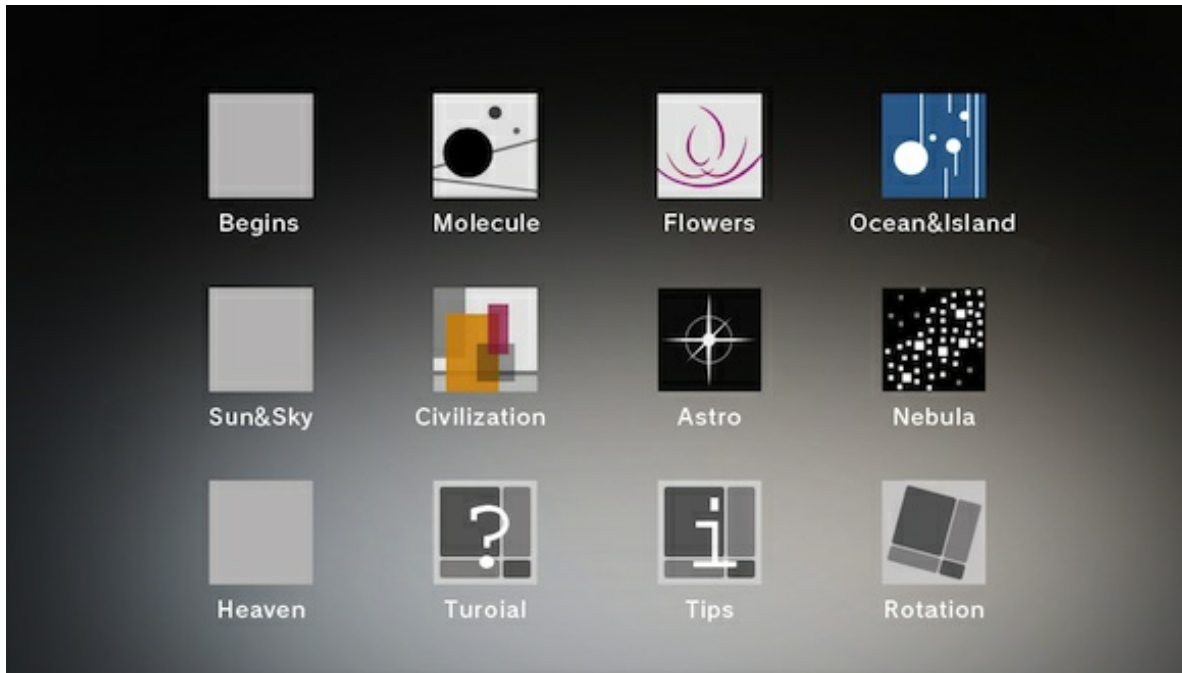 Begins
Molecule
Flowers
Ocean&Island
Sun&Sky
Civilization
Astro
Nebula
?
i
Heaven
Turoial
Tips
Rotation